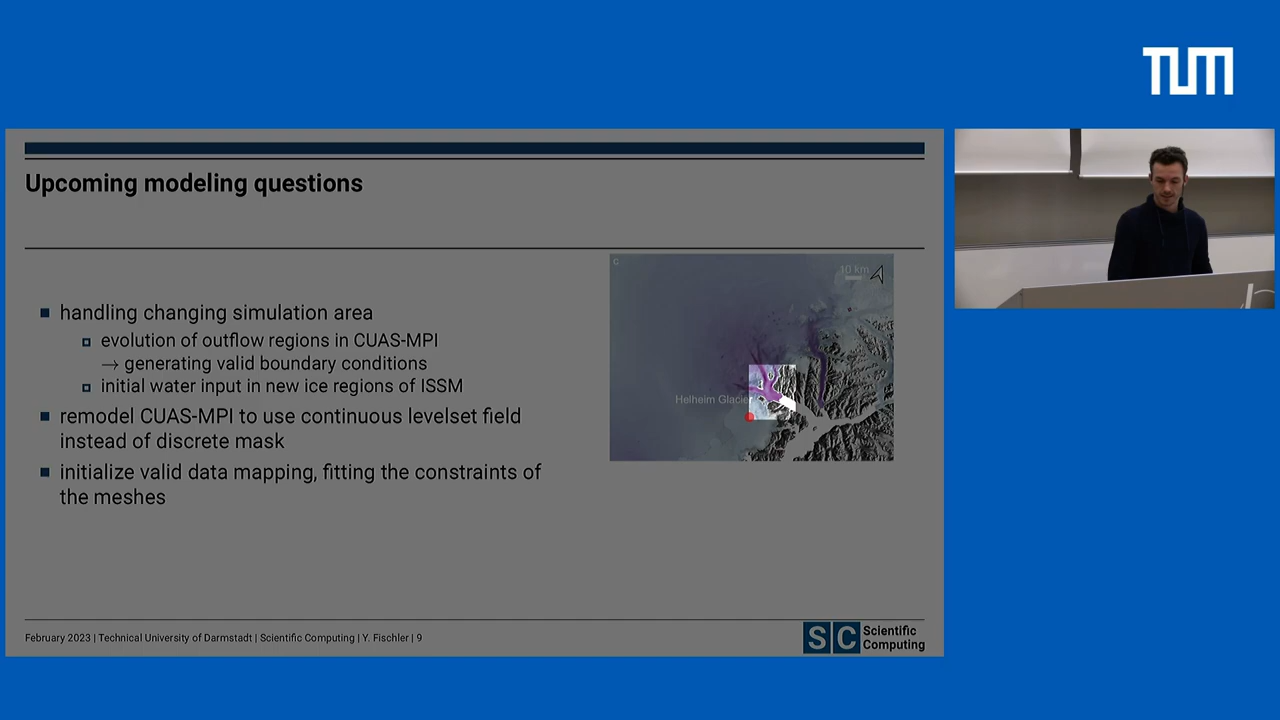 TUM
Upcoming modeling questions
handling changing simulation area
evolution of outflow regions in CUAS-MPI
→ generating valid boundary conditions
initial water input in new ice regions of ISSM
remodel CUAS-MPI to use continuous levelset field
instead of discrete mask
initialize valid data mapping, fitting the constraints of
the meshes
c
10 km
Helheim Glacier
February 2023 | Technical University of Darmstadt | Scientific Computing | Y. Fischler | 9
SC Scientific
Computing